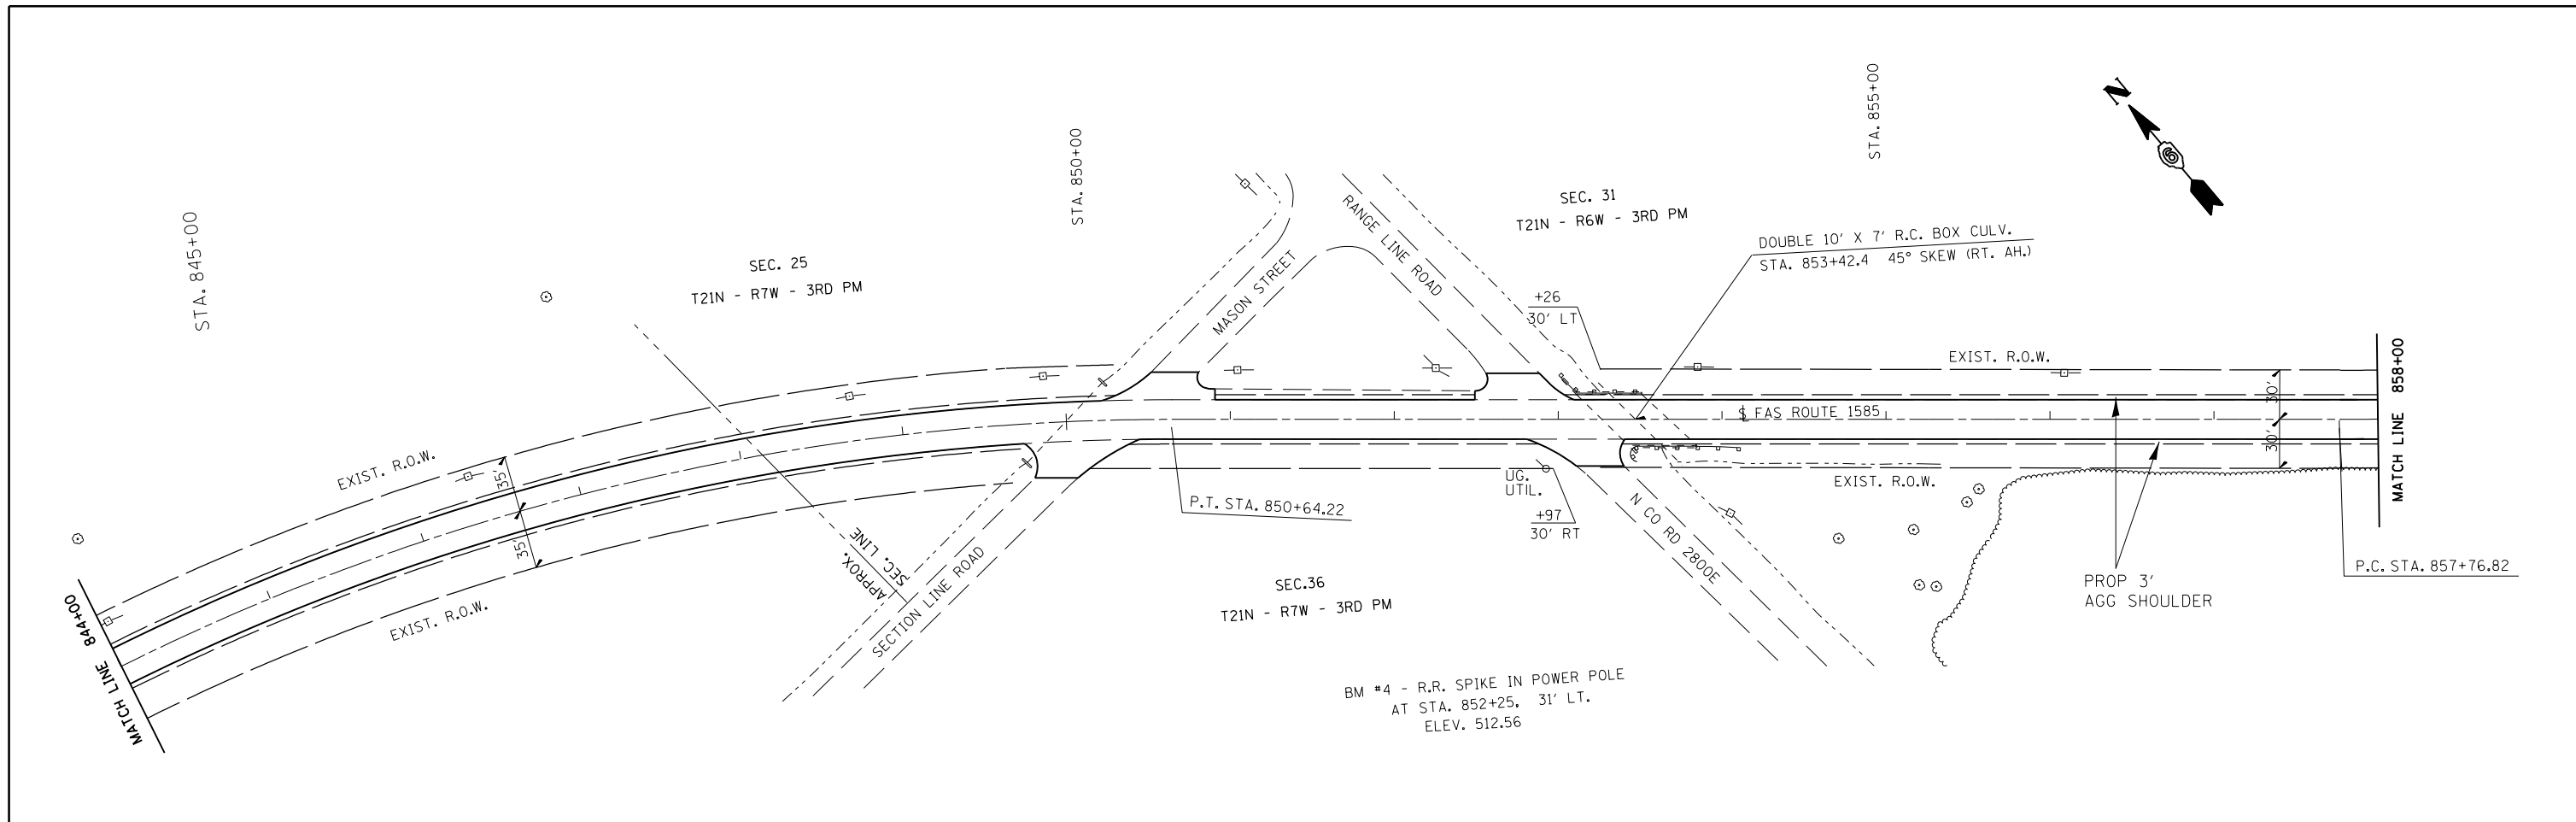 STA. 845+00
STA. 850+00
STA. 855+00
N
6
SEC. 25
T21N - R7W - 3RD PM
SEC. 31
T21N - R6W - 3RD PM
MASON STREET
RANGE LINE ROAD
DOUBLE 10' X 7' R.C. BOX CULV.
STA. 853+42.4 45° SKEW (RT. AH.)
+26
30' LT
EXIST. R.O.W.
30'
30'
FAS ROUTE 1585
MATCH LINE 858+00
EXIST. R.O.W.
35'
35'
EXIST. R.O.W.
EXIST. R.O.W.
MATCH LINE 844+00
APPROX.
SEC. LINE
SECTION LINE ROAD
P.T. STA. 850+64.22
UG.
UTIL.
+97
30' RT
N CO RD 2800E
PROP 3'
AGG SHOULDER
P.C. STA. 857+76.82
SEC.36
T21N - R7W - 3RD PM
BM #4 - R.R. SPIKE IN POWER POLE
AT STA. 852+25, 31' LT.
ELEV. 512.56